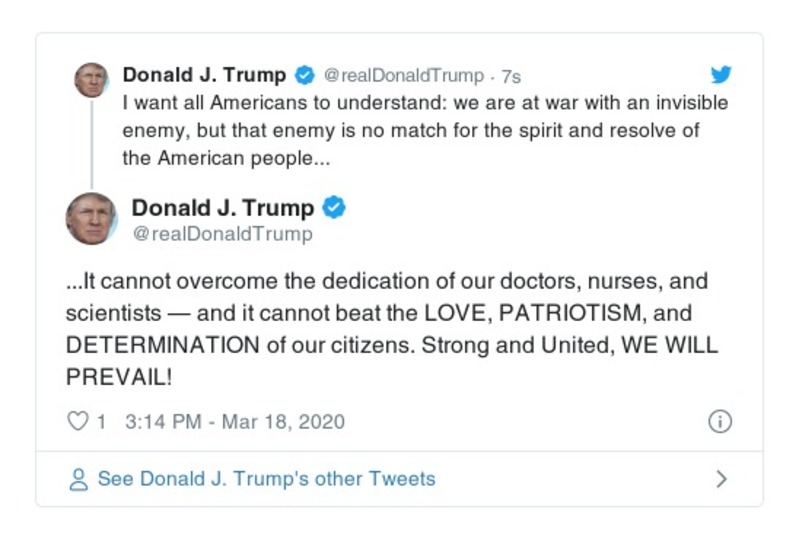 Donald J. Trump @realDonaldTrump · 7s
I want all Americans to understand: we are at war with an invisible
enemy, but that enemy is no match for the spirit and resolve of
the American people...
Donald J. Trump
@realDonaldTrump
...It cannot overcome the dedication of our doctors, nurses, and
scientists — and it cannot beat the LOVE, PATRIOTISM, and
DETERMINATION of our citizens. Strong and United, WE WILL
PREVAIL!
1 3:14 PM - Mar 18, 2020
See Donald J. Trump's other Tweets